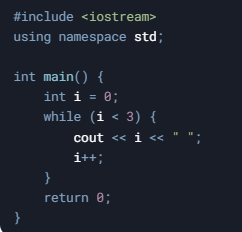 #include <iostream>
using namespace std;

int main() {
    int i = 0;
    while (i < 3) {
        cout << i << " ";
        i++;
    }
    return 0;
}